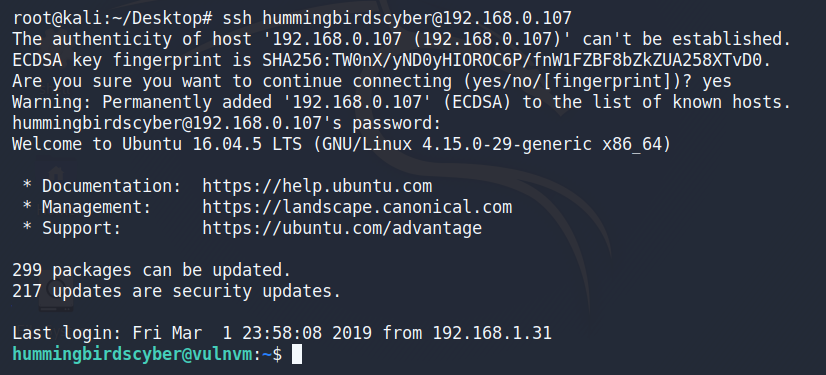 root@kali:~/Desktop# ssh hummingbirdscyber@192.168.0.107
The authenticity of host '192.168.0.107 (192.168.0.107)' can't be established.
ECDSA key fingerprint is SHA256:TW0nX/yND0yHIOROC6P/fnW1FZBF8bZkZUA258XTvD0.
Are you sure you want to continue connecting (yes/no/[fingerprint])? yes
Warning: Permanently added '192.168.0.107' (ECDSA) to the list of known hosts.
hummingbirdscyber@192.168.0.107's password:
Welcome to Ubuntu 16.04.5 LTS (GNU/Linux 4.15.0-29-generic x86_64)
 * Documentation:  https://help.ubuntu.com
 * Management:     https://landscape.canonical.com
 * Support:        https://ubuntu.com/advantage
299 packages can be updated.
217 updates are security updates.
Last login: Fri Mar  1 23:58:08 2019 from 192.168.1.31
hummingbirdscyber@vulnvm:~$